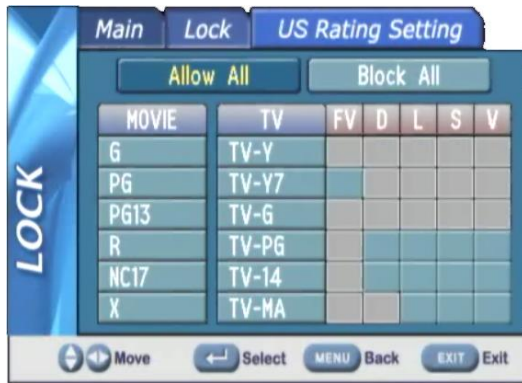 Main Lock US Rating Setting
Allow All Block All
MOVIE TV FV D L S V
G TV-Y
PG TV-Y7
PG13 TV-G
R TV-PG
NC17 TV-14
X TV-MA
LOCK
Move Select MENU Back EXIT Exit